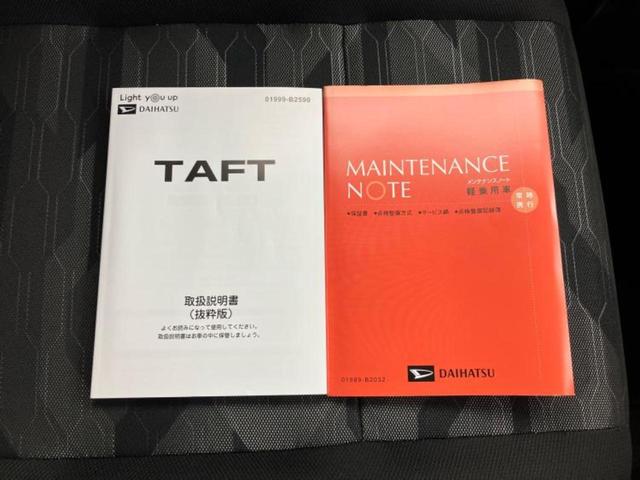 Light you up
DAIHATSU
01999-B2590
TAFT
取扱説明書
(抜粋版)
よくお読みになって使用してください。
取扱説明書はお車の中に保管しましょう。
MAINTENANCE
NOTE
メンテナンスノート
軽乗用車
常時
携行
●保証書 ●点検整備方式 ●サービス網 ●点検整備記録簿
01989-B2032
DAIHATSU